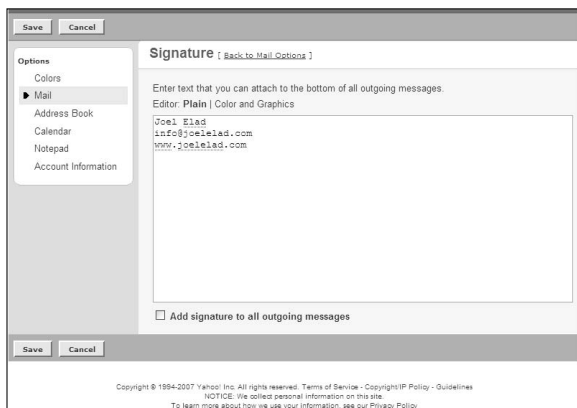 Save Cancel
Options
Colors
Mail
Address Book
Calendar
Notepad
Account Information
Signature [ Back to Mail Options ]
Enter text that you can attach to the bottom of all outgoing messages.
Editor: Plain | Color and Graphics
Joel Elad
info@joelelad.com
www.joelelad.com
Add signature to all outgoing messages
Save Cancel
Copyright © 1994-2007 Yahoo! Inc. All rights reserved. Terms of Service - Copyright/IP Policy - Guidelines
NOTICE: We collect personal information on this site.
To learn more about how we use your information, see our Privacy Policy